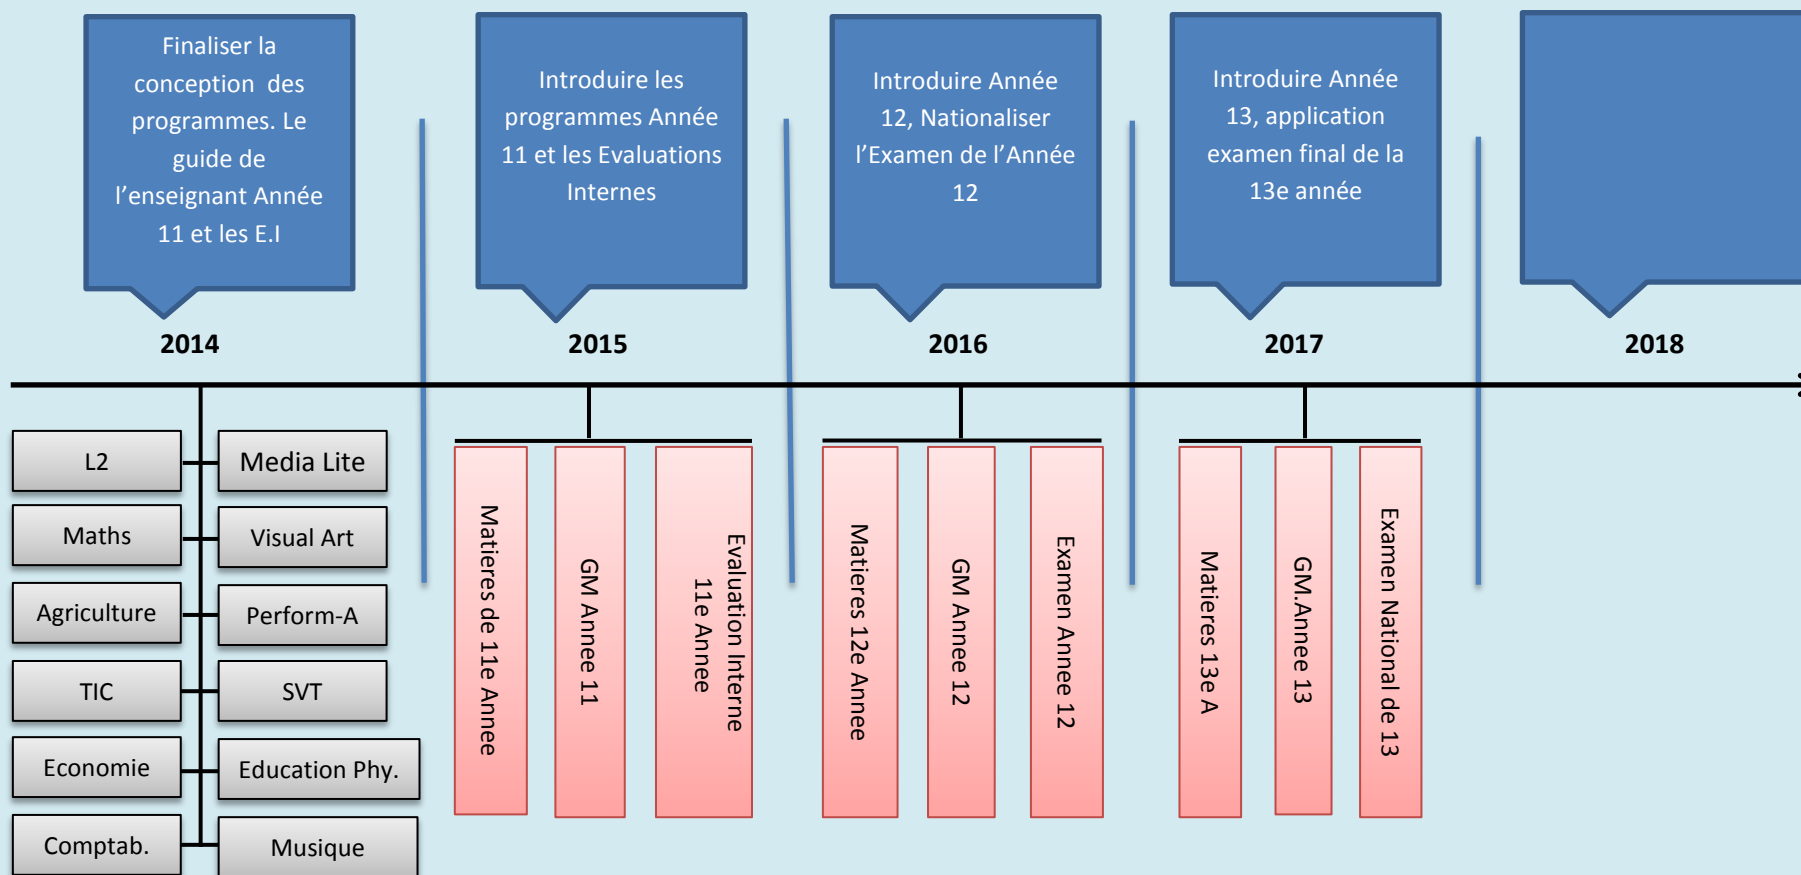 Finaliser la
conception des
programmes. Le
guide de
l’enseignant Année
11 et les E.I
Introduire les
programmes Année
11 et les Evaluations
Internes
Introduire Année
12, Nationaliser
l’Examen de l’Année
12
Introduire Année
13, application
examen final de la
13e année
2014
2015
2016
2017
2018
L2
Media Lite
Maths
Visual Art
Agriculture
Perform-A
TIC
SVT
Economie
Education Phy.
Comptab.
Musique
Matieres de 11e Annee
GM Annee 11
Evaluation Interne
11e Annee
Matieres 12e Annee
GM Annee 12
Examen Annee 12
Matieres 13e A
GM.Annee 13
Examen National de 13